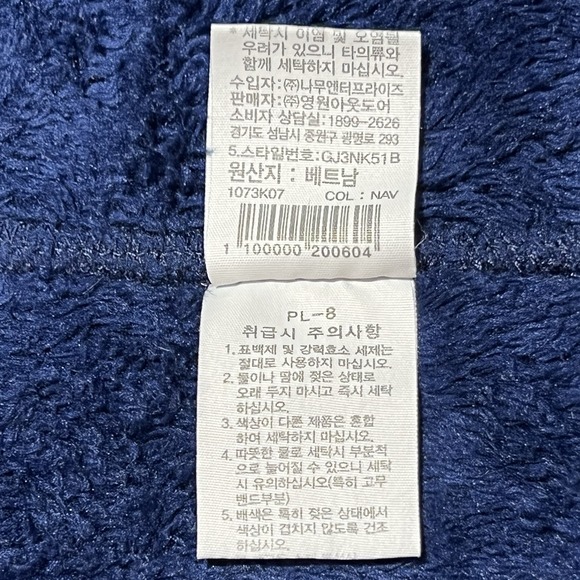 * 세탁시 이염 및 오염될
우려가 있으니 타의류와
함께 세탁하지 마십시오.
수입자:㈜나무앤터프라이즈
판매자:㈜영원아웃도어
소비자 상담실:1899-2626
경기도 성남시 중원구 광명로 293
5.스타일번호:GJ3NK51B
원산지 : 베트남
1073K07 COL : NAV
1 100000 200604
PL-8
취급시 주의사항
1. 표백제 및 강력효소 세제는
절대로 사용하지 마십시오.
2. 물이나 땀에 젖은 상태로
오래 두지 마시고 즉시 세탁
하십시오.
3. 색상이 다른 제품은 혼합
하여 세탁하지 마십시오.
4. 따뜻한 물로 세탁시 부분적
으로 늘어질 수 있으니 세탁
시 유의하십시오(특히 고무
밴드부분)
5. 배색은 특히 젖은 상태에서
색상이 겹치지 않도록 건조
하십시오.